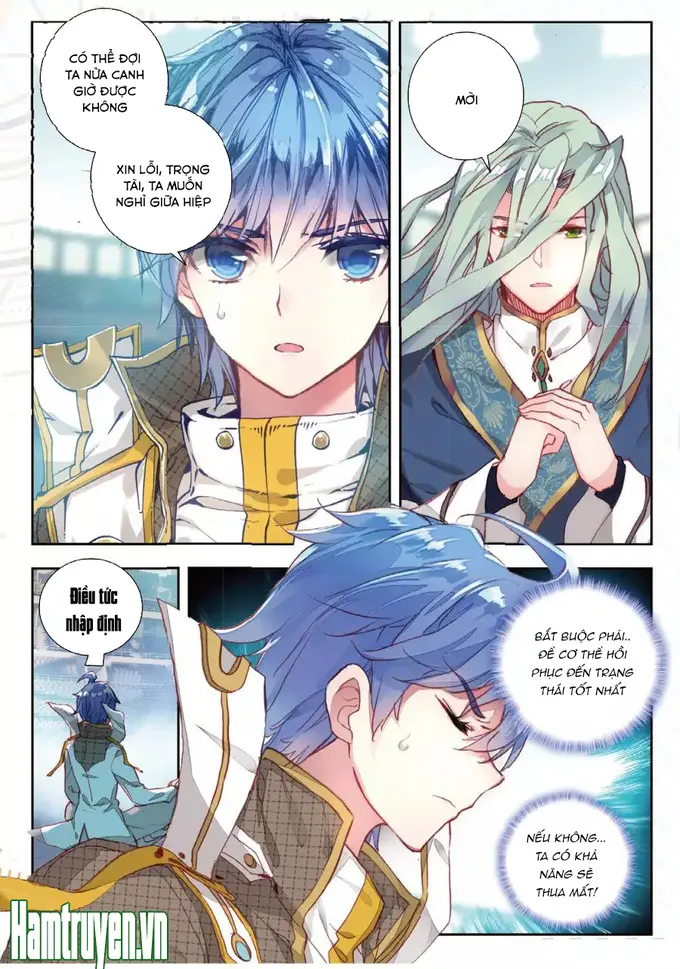 CÓ THỂ ĐỢI
TA NỬA CANH
GIỜ ĐƯỢC
KHÔNG
XIN LỖI, TRỌNG
TÀI, TA MUỐN
NGHỈ GIỮA HIỆP
MỜI
Điều tức
nhập định
BẮT BUỘC PHẢI..
ĐỂ CƠ THỂ HỒI
PHỤC ĐẾN TRẠNG
THÁI TỐT NHẤT
NẾU KHÔNG...
TA CÓ KHẢ
NĂNG SẼ
THUA MẤT!
Hamtruyen.vn